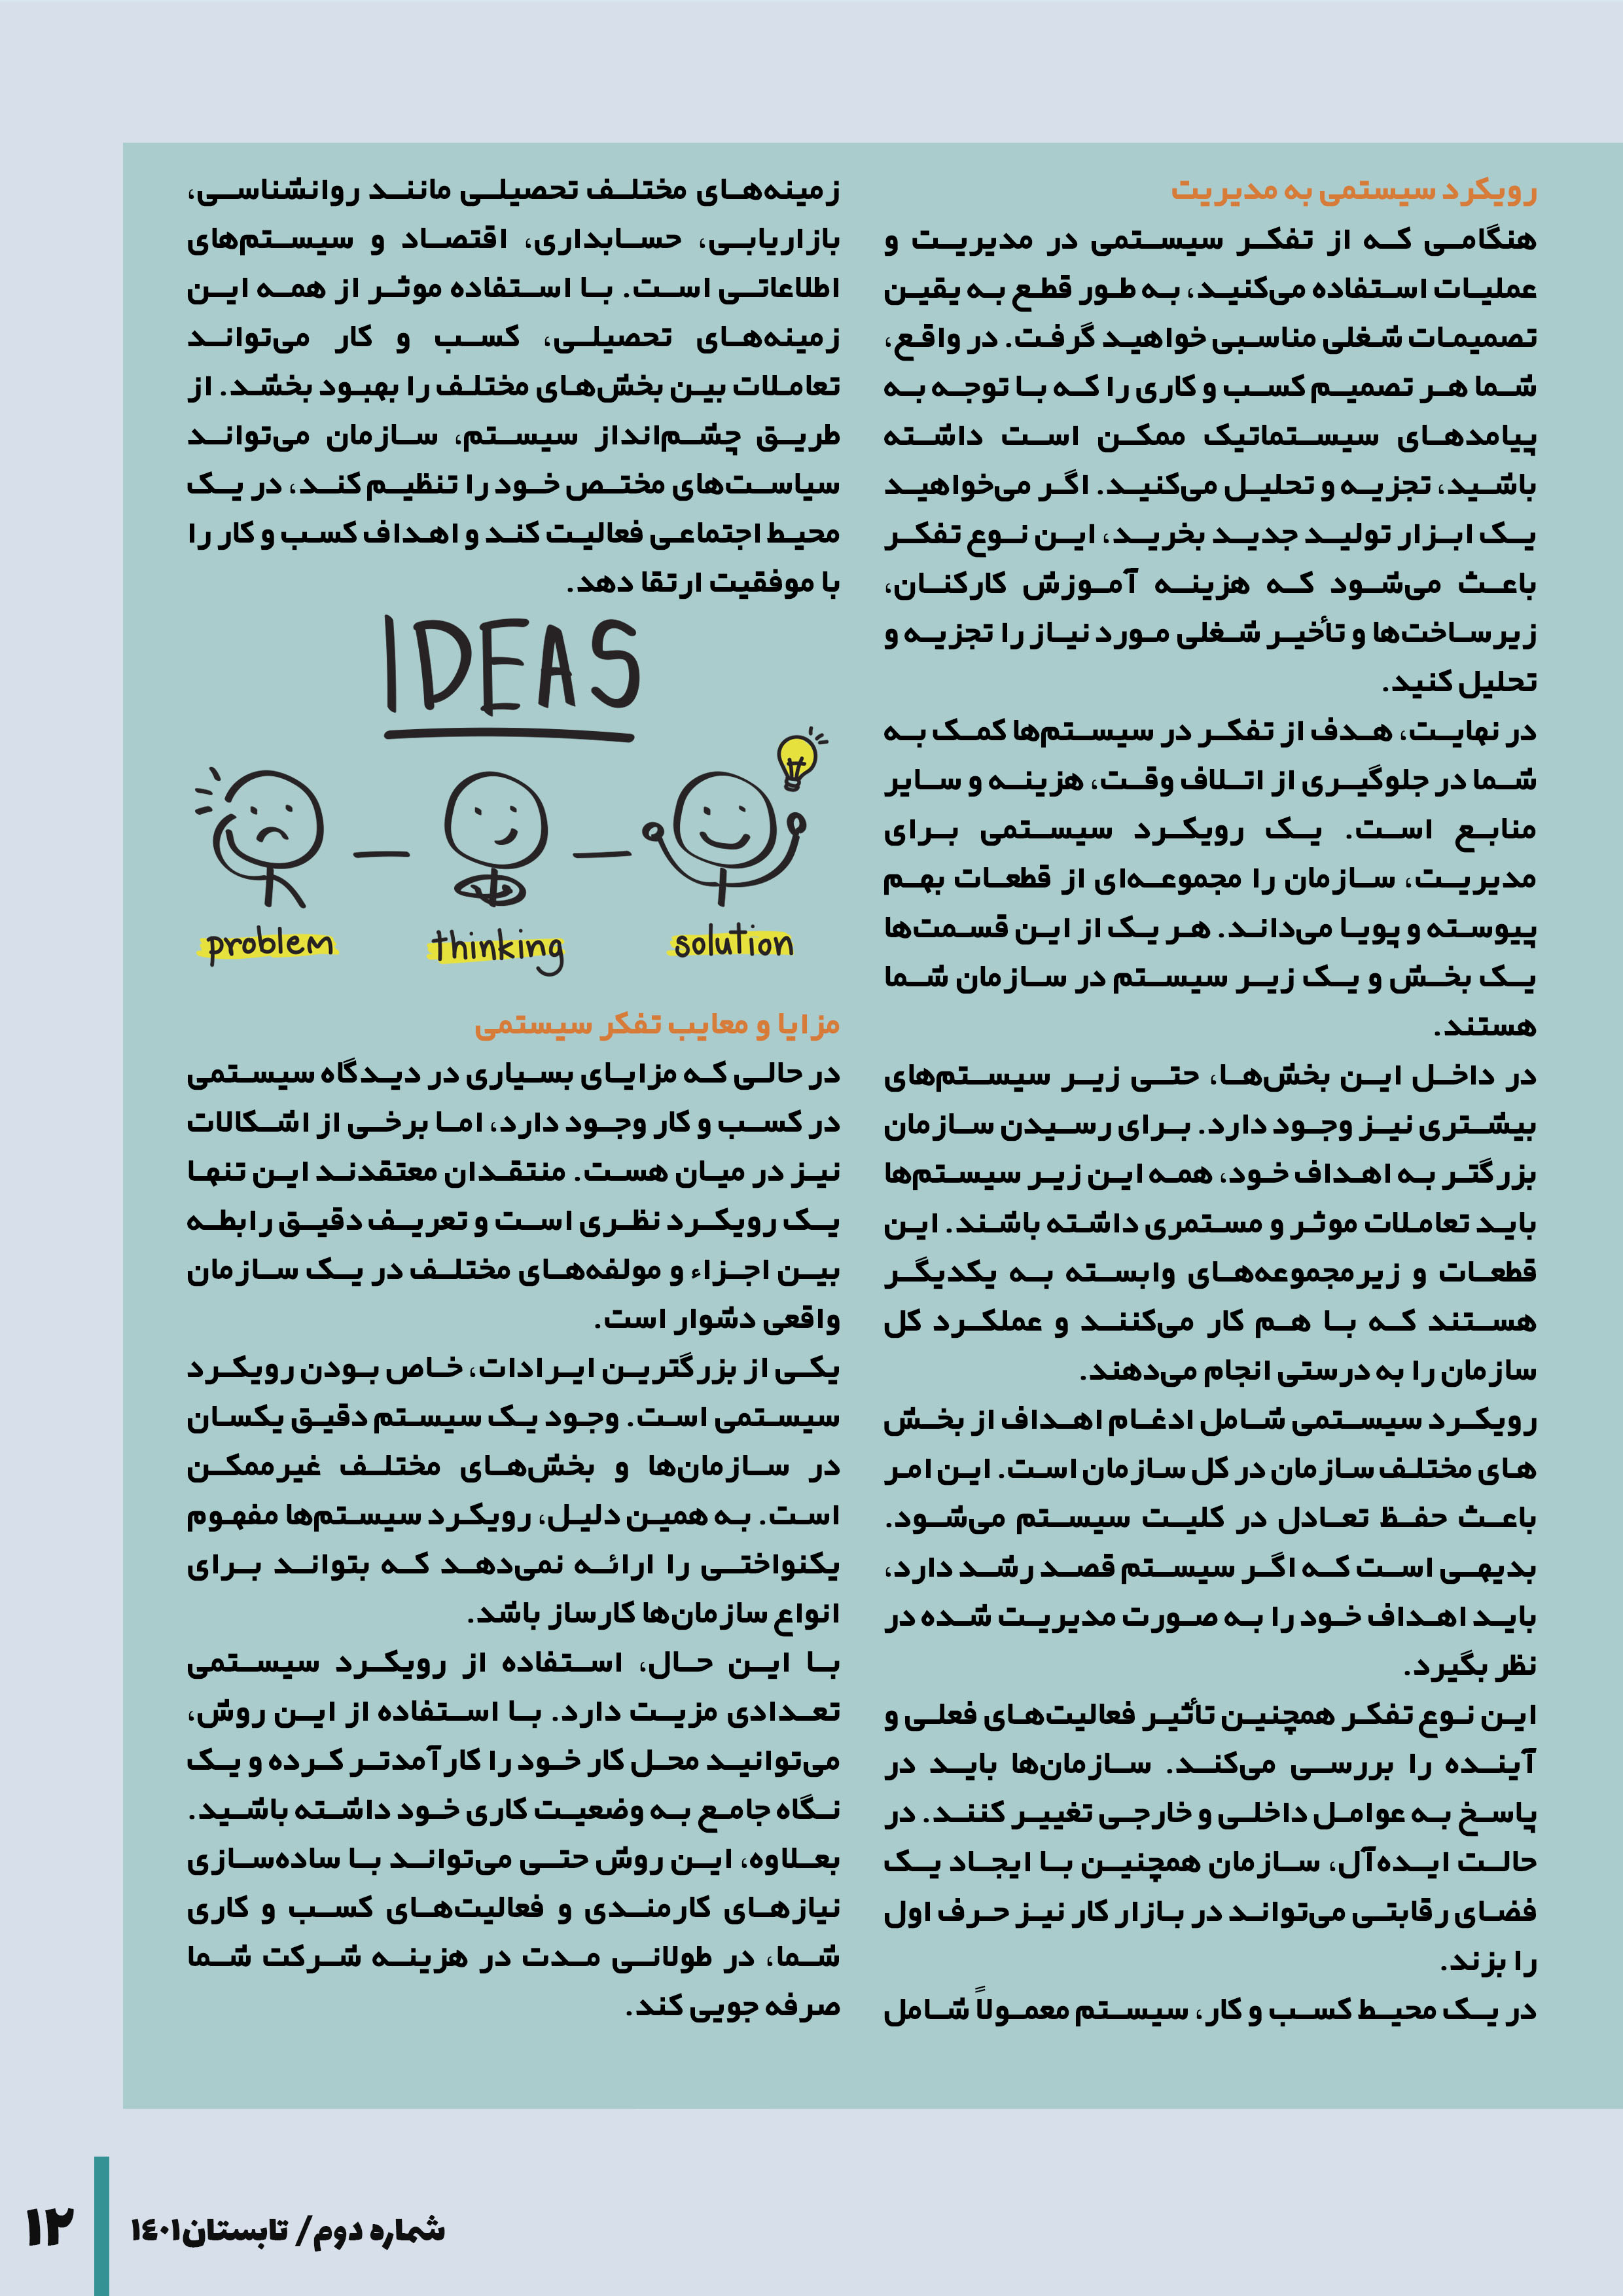 رویکرد سیستمی به مدیریت
هنگامی که از تفکر سیستمی در مدیریت و
عملیات استفاده می‌کنید، به طور قطع به یقین
تصمیمات شغلی مناسبی خواهید گرفت. در واقع،
شما هر تصمیم کسب و کاری را که با توجه به
پیامدهای سیستماتیک ممکن است داشته
باشید، تجزیه و تحلیل می‌کنید. اگر می‌خواهید
یک ابزار تولید جدید بخرید، این نوع تفکر
باعث می‌شود که هزینه آموزش کارکنان،
زیرساخت‌ها و تأخیر شغلی مورد نیاز را تجزیه و
تحلیل کنید.
در نهایت، هدف از تفکر در سیستم‌ها کمک به
شما در جلوگیری از اتلاف وقت، هزینه و سایر
منابع است. یک رویکرد سیستمی برای
مدیریت، سازمان را مجموعه‌ای از قطعات بهم
پیوسته و پویا می‌داند. هر یک از این قسمت‌ها
یک بخش و یک زیر سیستم در سازمان شما
هستند.
در داخل این بخش‌ها، حتی زیر سیستم‌های
بیشتری نیز وجود دارد. برای رسیدن سازمان
بزرگتر به اهداف خود، همه این زیر سیستم‌ها
باید تعاملات موثر و مستمری داشته باشند. این
قطعات و زیرمجموعه‌های وابسته به یکدیگر
هستند که با هم کار می‌کنند و عملکرد کل
سازمان را به درستی انجام می‌دهند.
رویکرد سیستمی شامل ادغام اهداف از بخش
های مختلف سازمان در کل سازمان است. این امر
باعث حفظ تعادل در کلیت سیستم می‌شود.
بدیهی است که اگر سیستم قصد رشد دارد،
باید اهداف خود را به صورت مدیریت شده در
نظر بگیرد.
این نوع تفکر همچنین تأثیر فعالیت‌های فعلی و
آینده را بررسی می‌کند. سازمان‌ها باید در
پاسخ به عوامل داخلی و خارجی تغییر کنند. در
حالت ایده‌آل، سازمان همچنین با ایجاد یک
فضای رقابتی می‌تواند در بازار کار نیز حرف اول
را بزند.
در یک محیط کسب و کار، سیستم معمولاً شامل
زمینه‌های مختلف تحصیلی مانند روانشناسی،
بازاریابی، حسابداری، اقتصاد و سیستم‌های
اطلاعاتی است. با استفاده موثر از همه این
زمینه‌های تحصیلی، کسب و کار می‌تواند
تعاملات بین بخش‌های مختلف را بهبود بخشد. از
طریق چشم‌انداز سیستم، سازمان می‌تواند
سیاست‌های مختص خود را تنظیم کند، در یک
محیط اجتماعی فعالیت کند و اهداف کسب و کار را
با موفقیت ارتقا دهد.
IDEAS
problem thinking solution
مزایا و معایب تفکر سیستمی
در حالی که مزایای بسیاری در دیدگاه سیستمی
در کسب و کار وجود دارد، اما برخی از اشکالات
نیز در میان هست. منتقدان معتقدند این تنها
یک رویکرد نظری است و تعریف دقیق رابطه
بین اجزاء و مولفه‌های مختلف در یک سازمان
واقعی دشوار است.
یکی از بزرگترین ایرادات، خاص بودن رویکرد
سیستمی است. وجود یک سیستم دقیق یکسان
در سازمان‌ها و بخش‌های مختلف غیرممکن
است. به همین دلیل، رویکرد سیستم‌ها مفهوم
یکنواختی را ارائه نمی‌دهد که بتواند برای
انواع سازمان‌ها کارساز باشد.
با این حال، استفاده از رویکرد سیستمی
تعدادی مزیت دارد. با استفاده از این روش،
می‌توانید محل کار خود را کارآمدتر کرده و یک
نگاه جامع به وضعیت کاری خود داشته باشید.
بعلاوه، این روش حتی می‌تواند با ساده‌سازی
نیازهای کارمندی و فعالیت‌های کسب و کاری
شما، در طولانی مدت در هزینه شرکت شما
صرفه جویی کند.
شماره دوم/ تابستان۱٤۰۱
۱۲